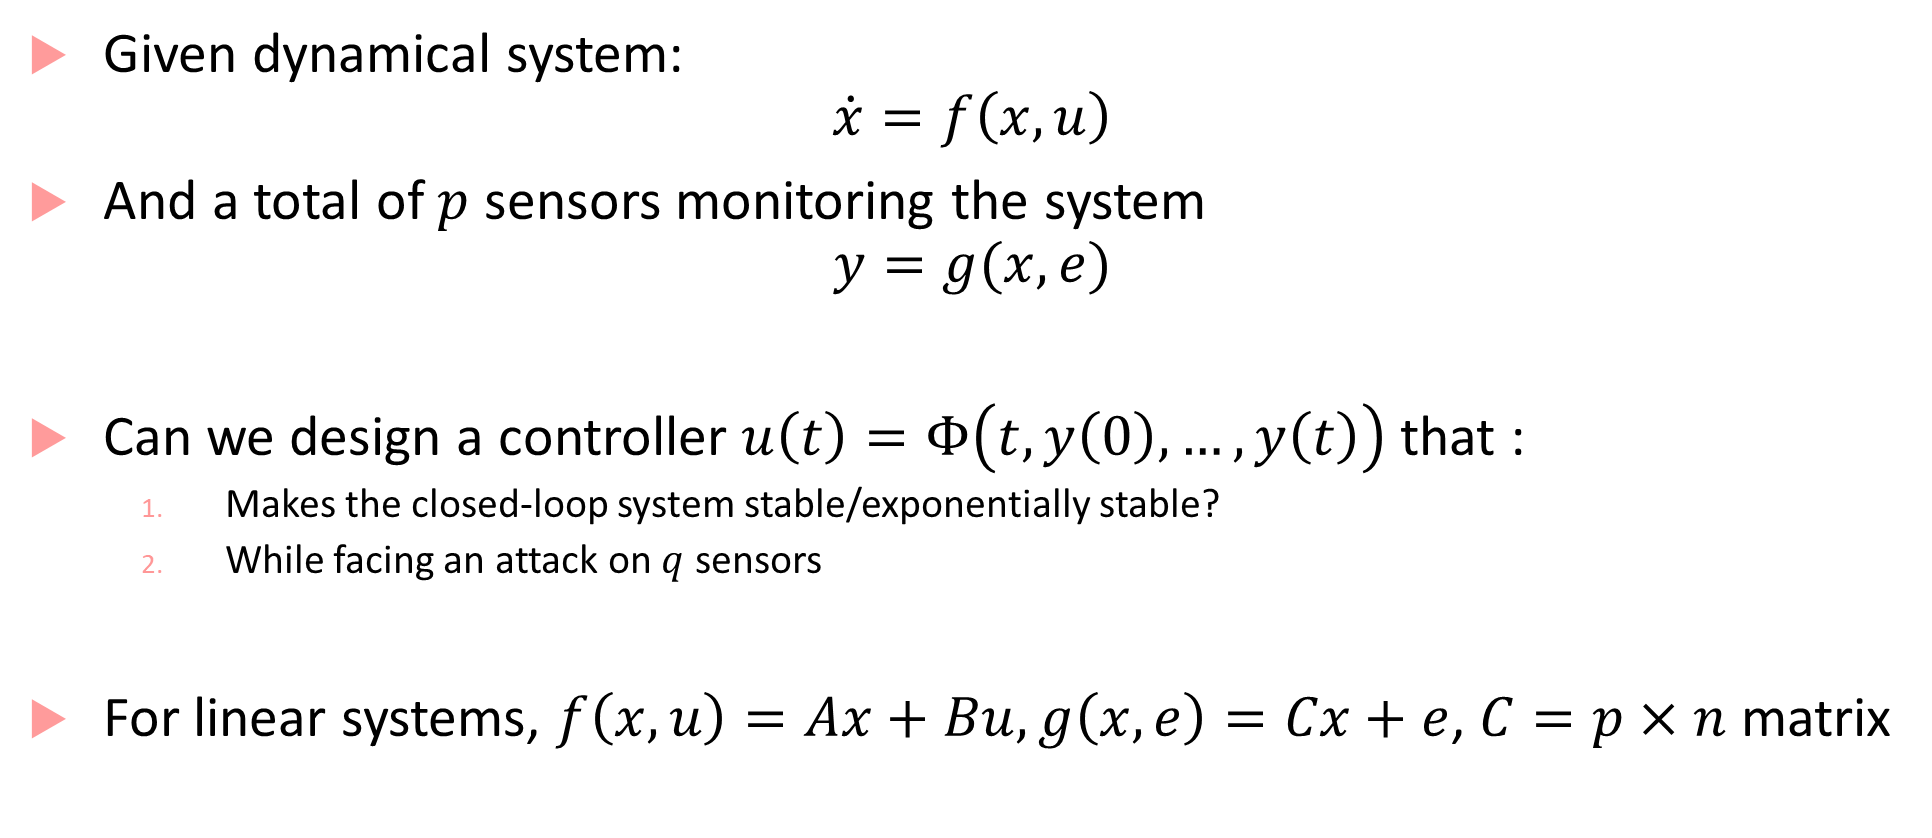 Given dynamical system:
ẋ = f(x, u)
And a total of p sensors monitoring the system
y = g(x, e)
Can we design a controller u(t) = Φ(t, y(0), … , y(t)) that :
1. Makes the closed-loop system stable/exponentially stable?
2. While facing an attack on q sensors
For linear systems, f(x, u) = Ax + Bu, g(x, e) = Cx + e, C = p × n matrix